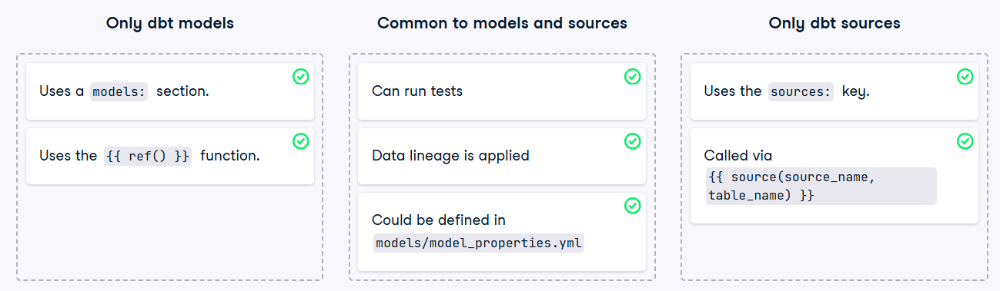 Only dbt models
Uses a models: section.
Uses the {{ ref() }} function.
Common to models and sources
Can run tests
Data lineage is applied
Could be defined in
models/model_properties.yml
Only dbt sources
Uses the sources: key.
Called via
{{ source(source_name,
table_name) }}